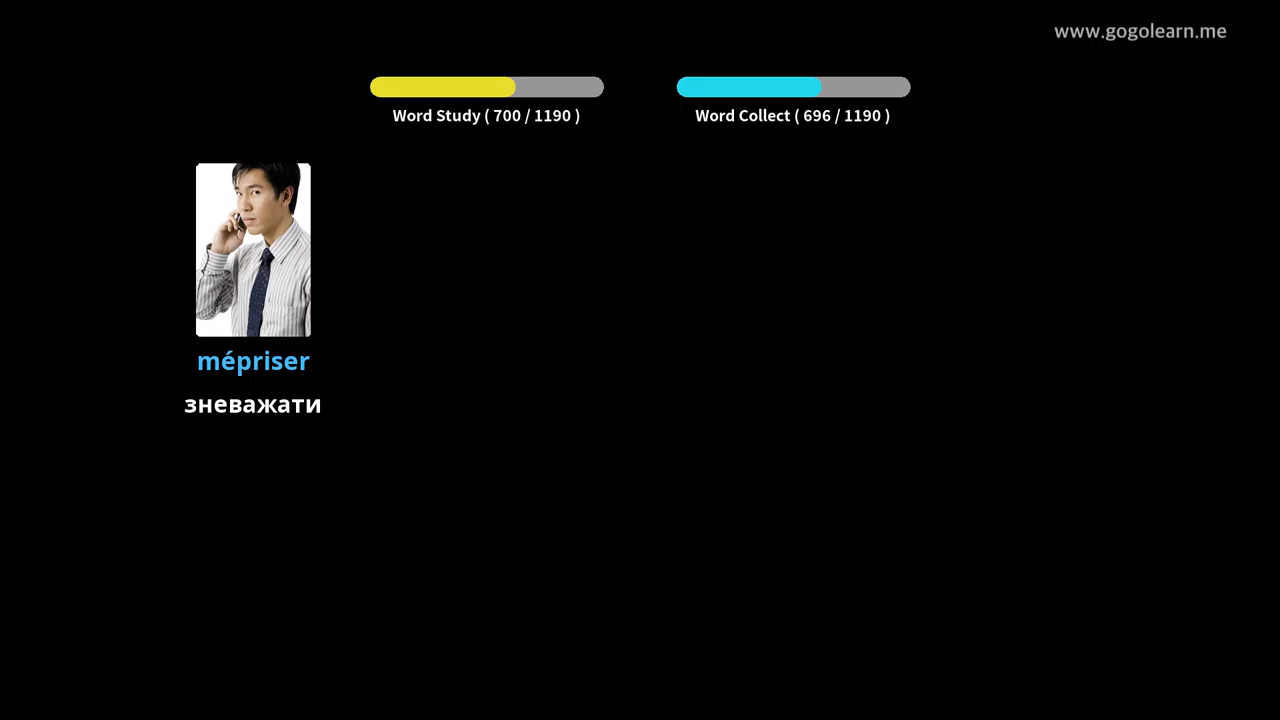 www.gogolearn.me
Word Study ( 700 / 1190 )
Word Collect ( 696 / 1190 )
mépriser
зневажати